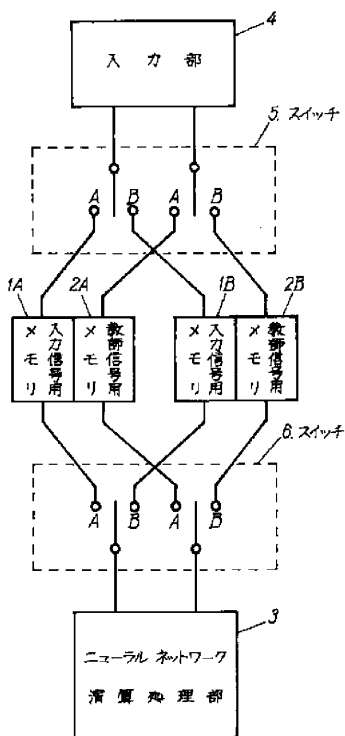 4
入力部
5. スイッチ
A B A B
1A 2A 1B 2B
入力信号用メモリ
教師信号用メモリ
入力信号用メモリ
教師信号用メモリ
6. スイッチ
A B A B
3
ニューラルネットワーク
演算処理部